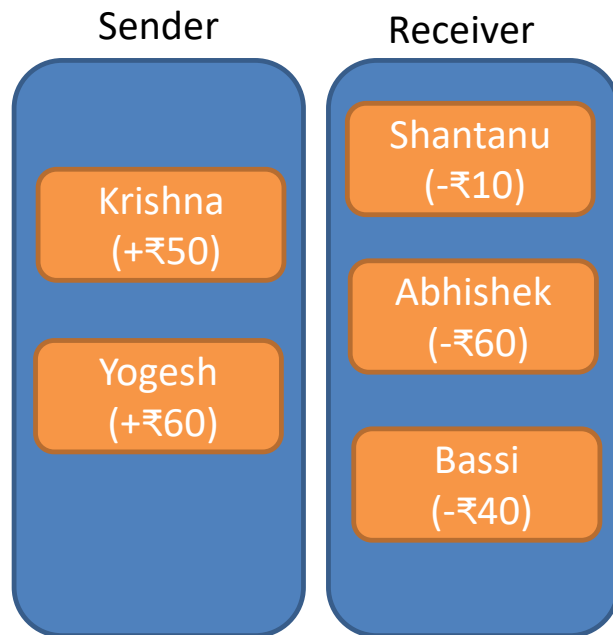 Sender
Krishna
(+₹50)
Yogesh
(+₹60)
Receiver
Shantanu
(-₹10)
Abhishek
(-₹60)
Bassi
(-₹40)